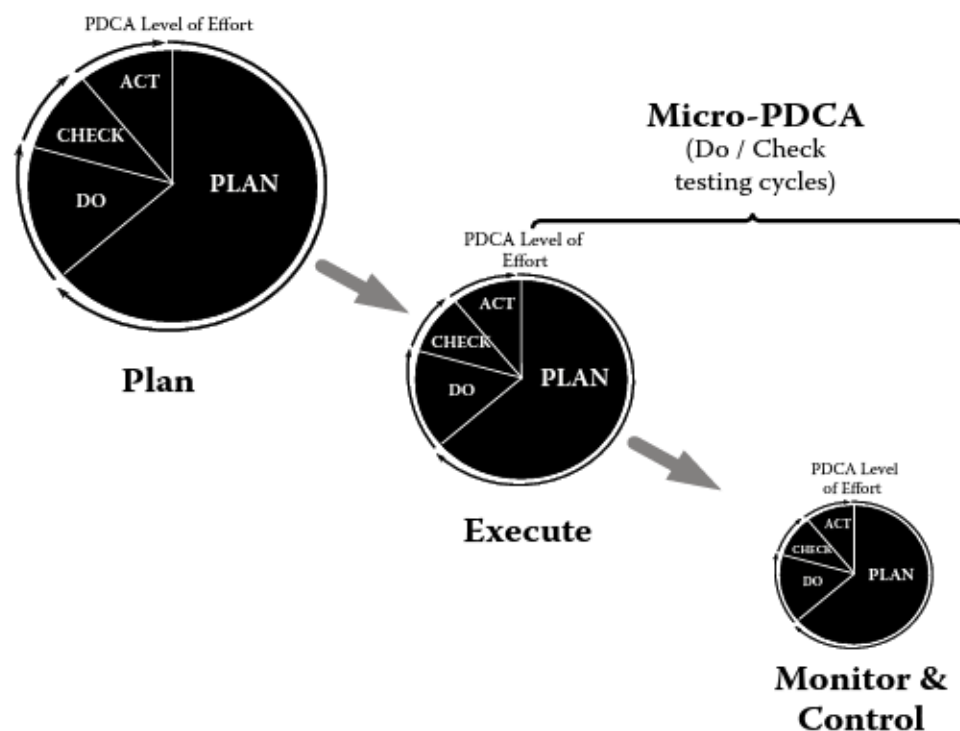 PDCA Level of Effort
ACT
CHECK
DO
PLAN
Plan
Micro-PDCA
(Do / Check
testing cycles)
PDCA Level of
Effort
ACT
CHECK
DO
PLAN
Execute
PDCA Level
of Effort
ACT
CHECK
DO
PLAN
Monitor &
Control